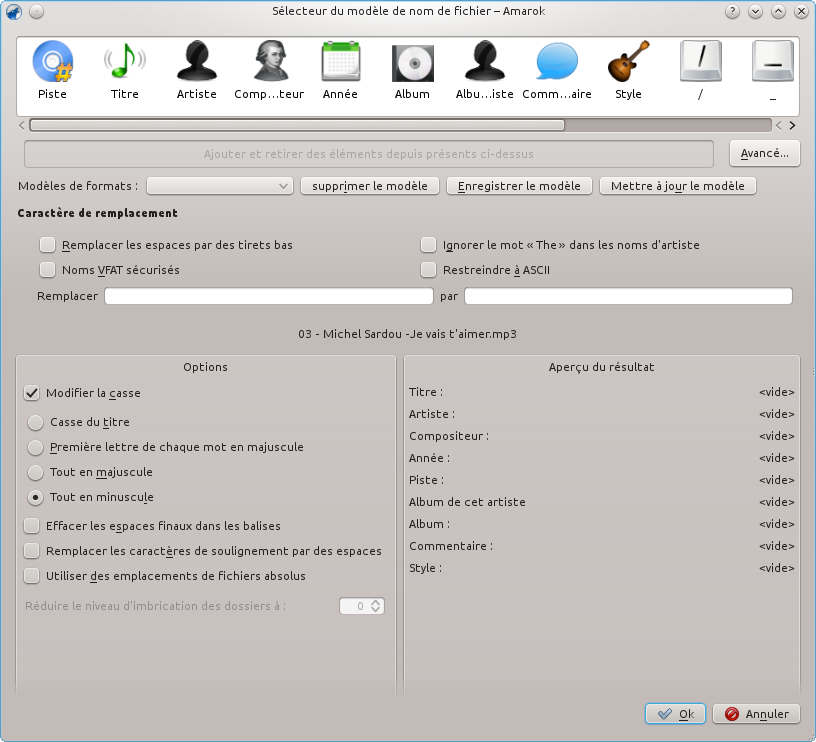 Sélecteur du modèle de nom de fichier – Amarok
Piste Titre Artiste Comp...teur Année Album Albu...iste Comm...aire Style / _
Ajouter et retirer des éléments depuis présents ci-dessus
Avancé...
Modèles de formats : supprimer le modèle Enregistrer le modèle Mettre à jour le modèle
Caractère de remplacement
Remplacer les espaces par des tirets bas
Ignorer le mot « The » dans les noms d'artiste
Noms VFAT sécurisés
Restreindre à ASCII
Remplacer par
03 - Michel Sardou -Je vais t'aimer.mp3
Options
Modifier la casse
Casse du titre
Première lettre de chaque mot en majuscule
Tout en majuscule
Tout en minuscule
Effacer les espaces finaux dans les balises
Remplacer les caractères de soulignement par des espaces
Utiliser des emplacements de fichiers absolus
Réduire le niveau d'imbrication des dossiers à : 0
Aperçu du résultat
Titre : <vide>
Artiste : <vide>
Compositeur : <vide>
Année : <vide>
Piste : <vide>
Album de cet artiste <vide>
Album : <vide>
Commentaire : <vide>
Style : <vide>
Ok Annuler